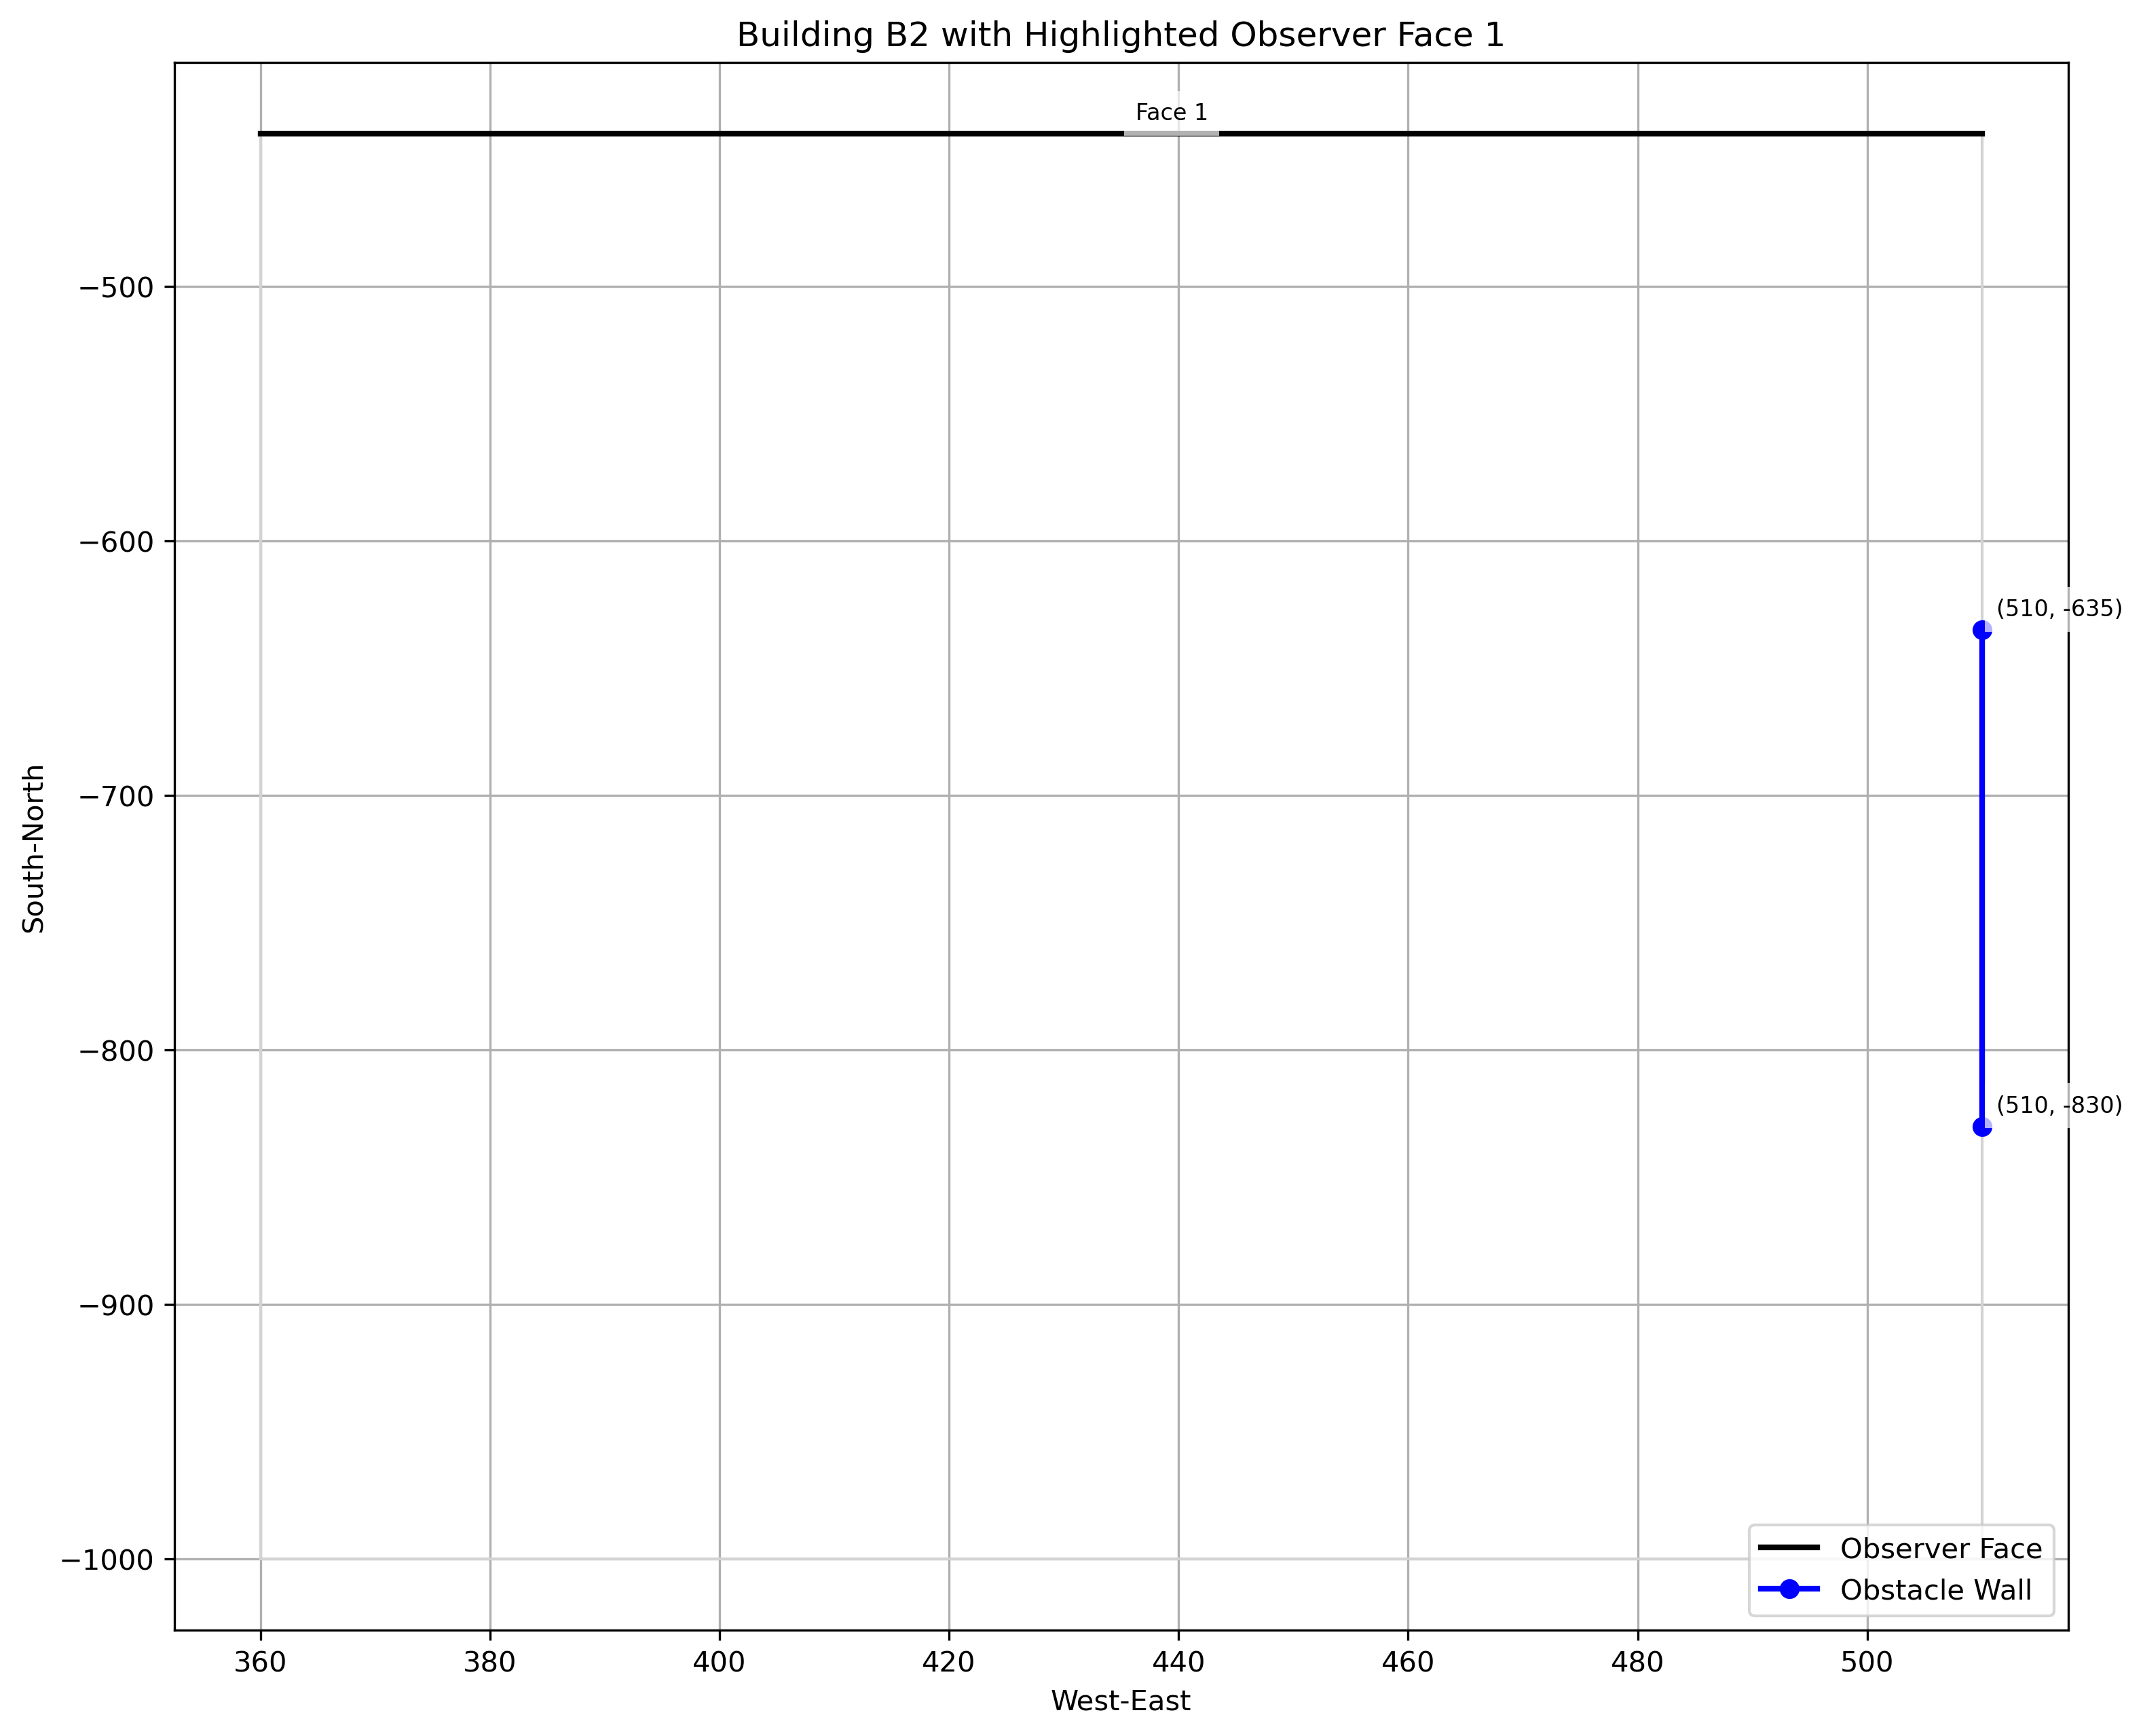 Building B2 with Highlighted Observer Face 1
Face 1
−500
−600
(510, -635)
−700
−800
(510, -830)
−900
−1000
South-North
Observer Face
Obstacle Wall
360 380 400 420 440 460 480 500
West-East